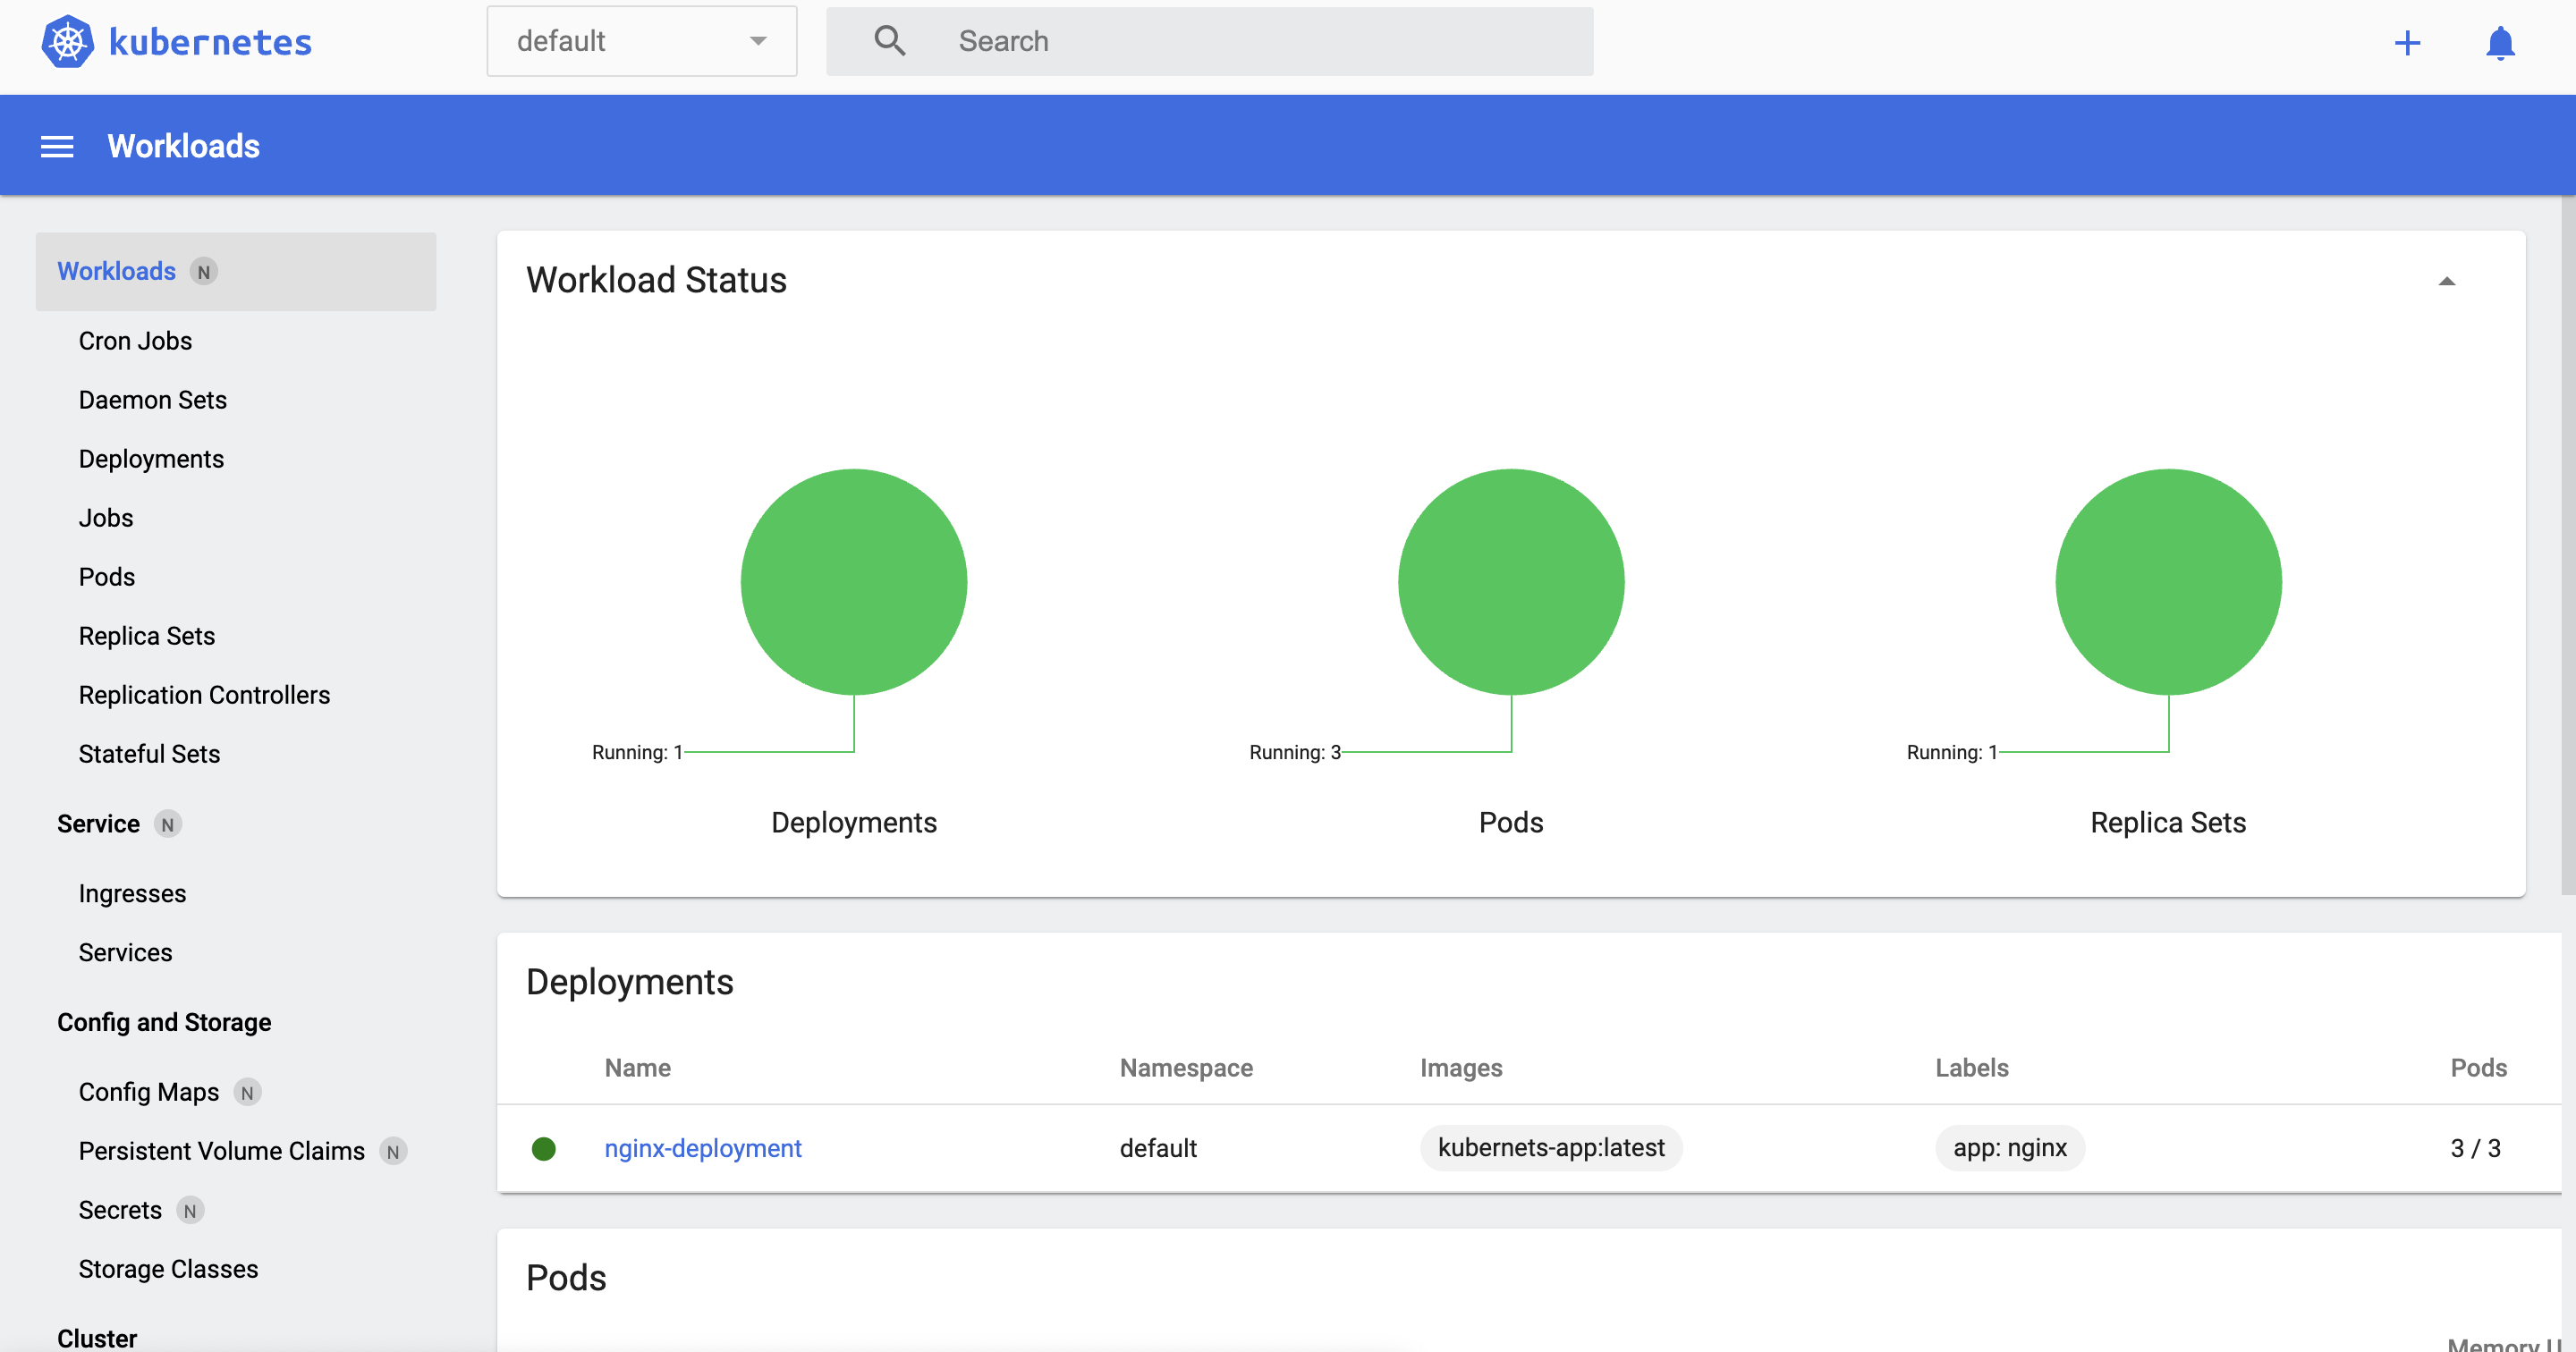 kubernetes
default
Search
Workloads
Workloads N
Cron Jobs
Daemon Sets
Deployments
Jobs
Pods
Replica Sets
Replication Controllers
Stateful Sets
Service N
Ingresses
Services
Config and Storage
Config Maps N
Persistent Volume Claims N
Secrets N
Storage Classes
Cluster
Workload Status
Running: 1
Deployments
Running: 3
Pods
Running: 1
Replica Sets
Deployments
Name Namespace Images Labels Pods
nginx-deployment default kubernets-app:latest app: nginx 3 / 3
Pods
Memory U